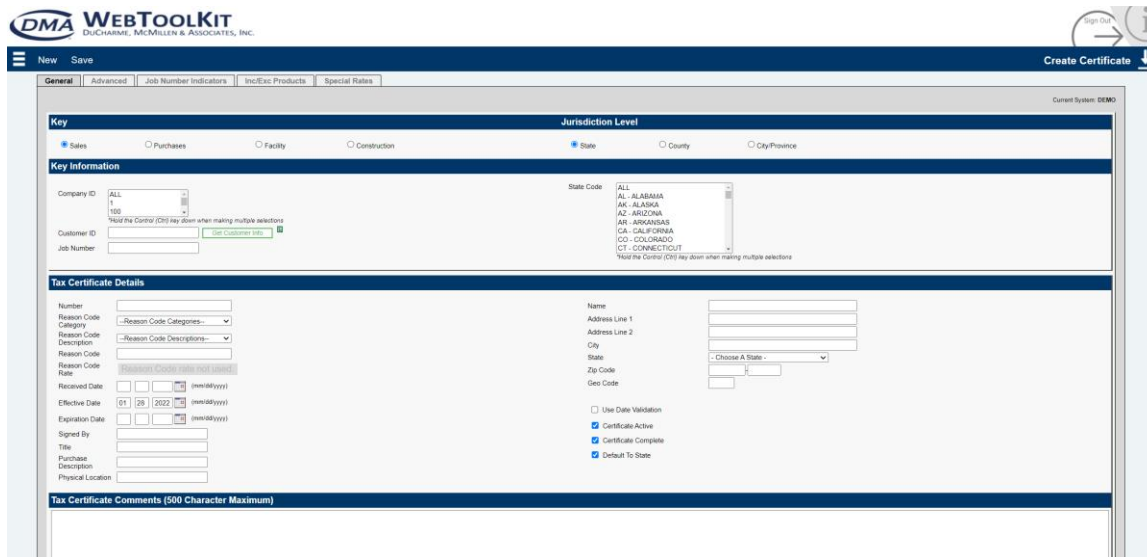 DMA WEBTOOLKIT
DUCHARME, MCMILLEN & ASSOCIATES, INC.
Sign Out
New Save Create Certificate
General Advanced Job Number Indicators Inc/Exc Products Special Rates
Current System: DEMO
Key Jurisdiction Level
Sales Purchases Facility Construction State County City/Province
Key Information
Company ID ALL
1
100
*Hold the Control (Ctrl) key down when making multiple selections
Customer ID Get Customer Info
Job Number
State Code ALL
AL - ALABAMA
AK - ALASKA
AZ - ARIZONA
AR - ARKANSAS
CA - CALIFORNIA
CO - COLORADO
CT - CONNECTICUT
*Hold the Control (Ctrl) key down when making multiple selections
Tax Certificate Details
Number
Reason Code Category --Reason Code Categories--
Reason Code Description --Reason Code Descriptions--
Reason Code
Reason Code Rate Reason Code rate not used.
Received Date (mm/dd/yyyy)
Effective Date 01 28 2022 (mm/dd/yyyy)
Expiration Date (mm/dd/yyyy)
Signed By
Title
Purchase Description
Physical Location
Name
Address Line 1
Address Line 2
City
State - Choose A State -
Zip Code -
Geo Code
Use Date Validation
Certificate Active
Certificate Complete
Default To State
Tax Certificate Comments (500 Character Maximum)